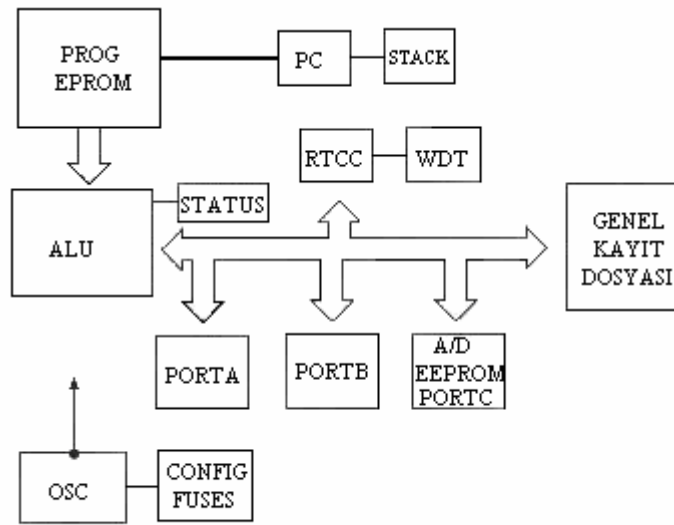 PROG
EPROM
PC
STACK
RTCC
WDT
STATUS
ALU
GENEL
KAYIT
DOSYASI
PORTA
PORTB
A/D
EEPROM
PORTC
OSC
CONFIG
FUSES